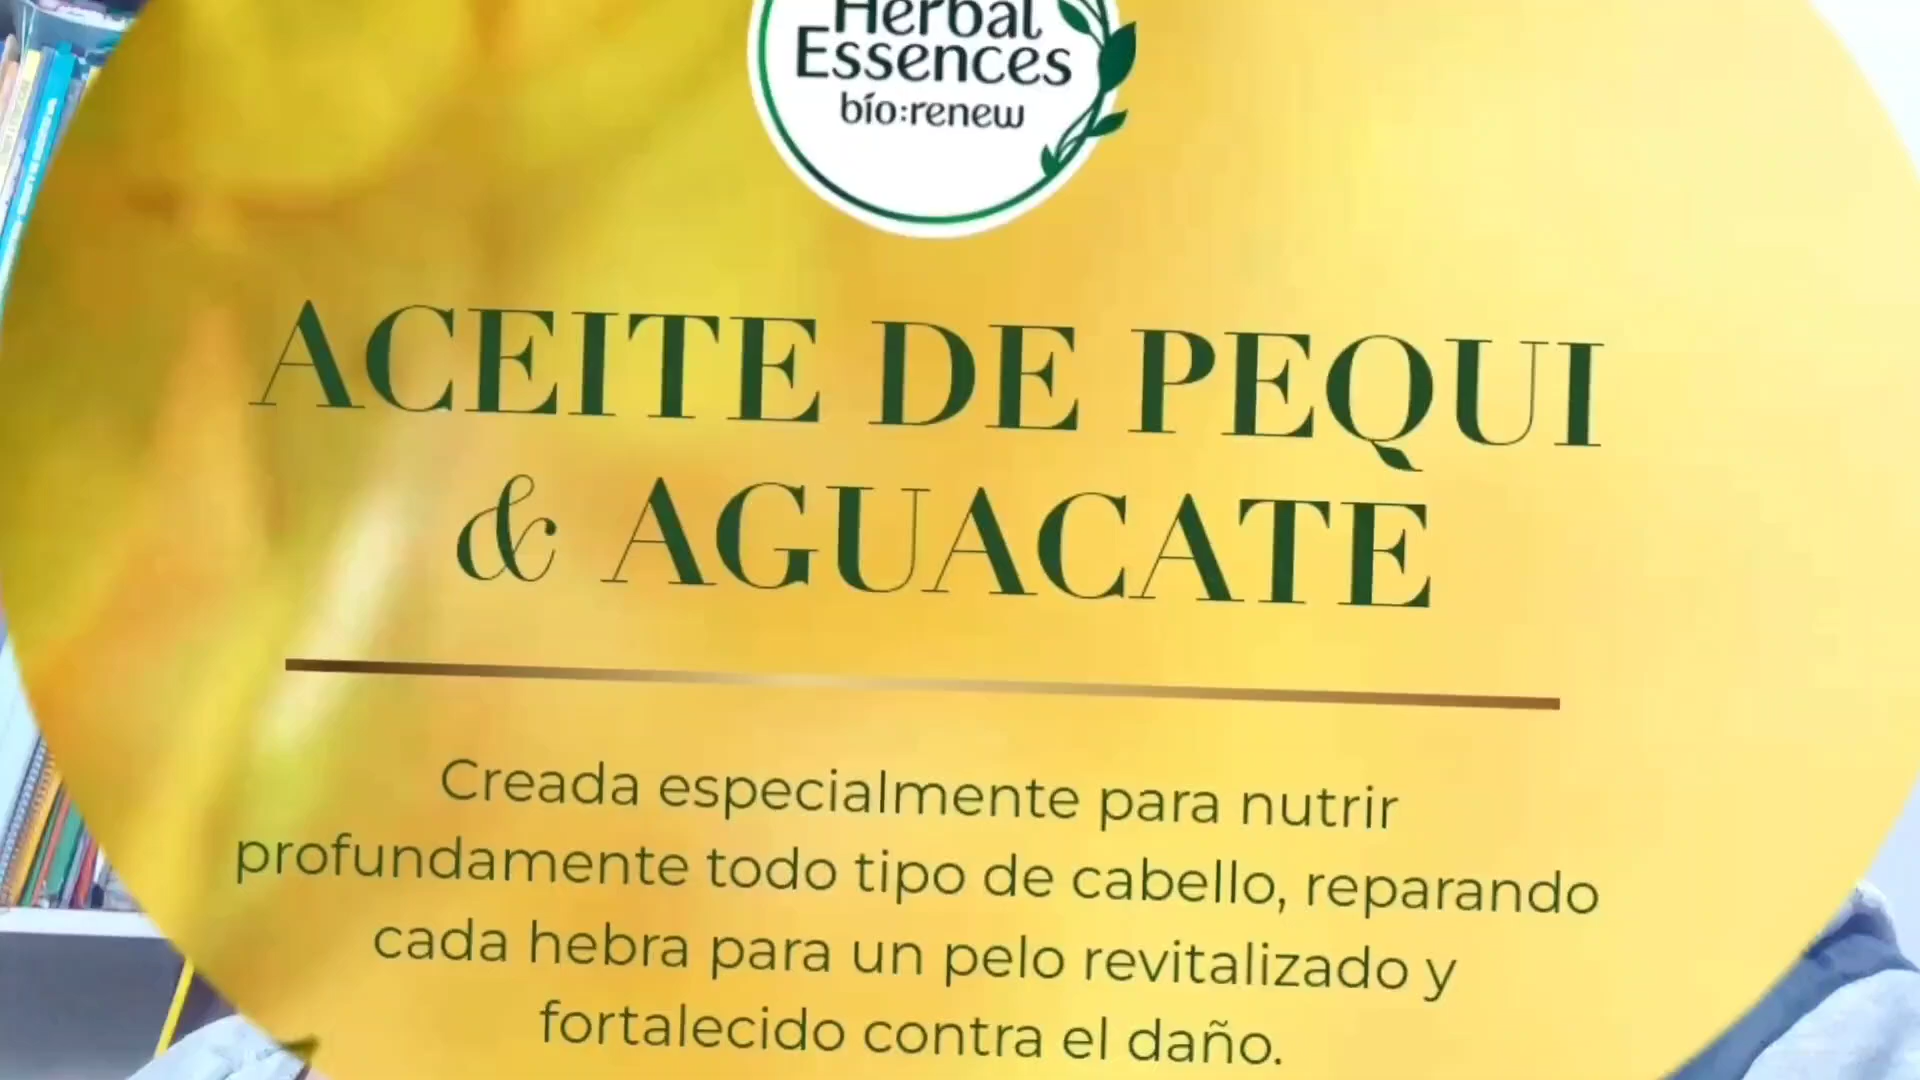 Herbal
Essences
bío:renew
ACEITE DE PEQUI
& AGUACATE
Creada especialmente para nutrir
profundamente todo tipo de cabello, reparando
cada hebra para un pelo revitalizado y
fortalecido contra el daño.